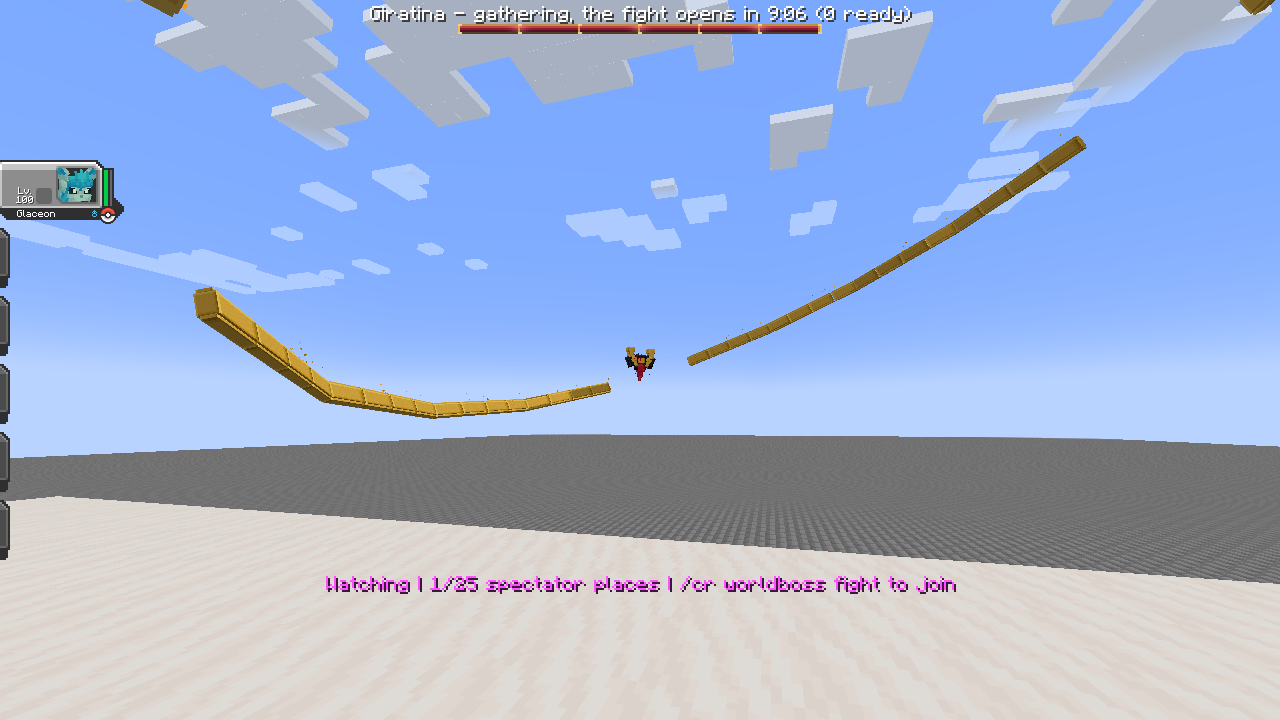 Giratina – gathering, the fight opens in 9:06 (0 ready)
Lv.
100
Glaceon
Watching | 1/25 spectator places | /cr worldboss fight to join